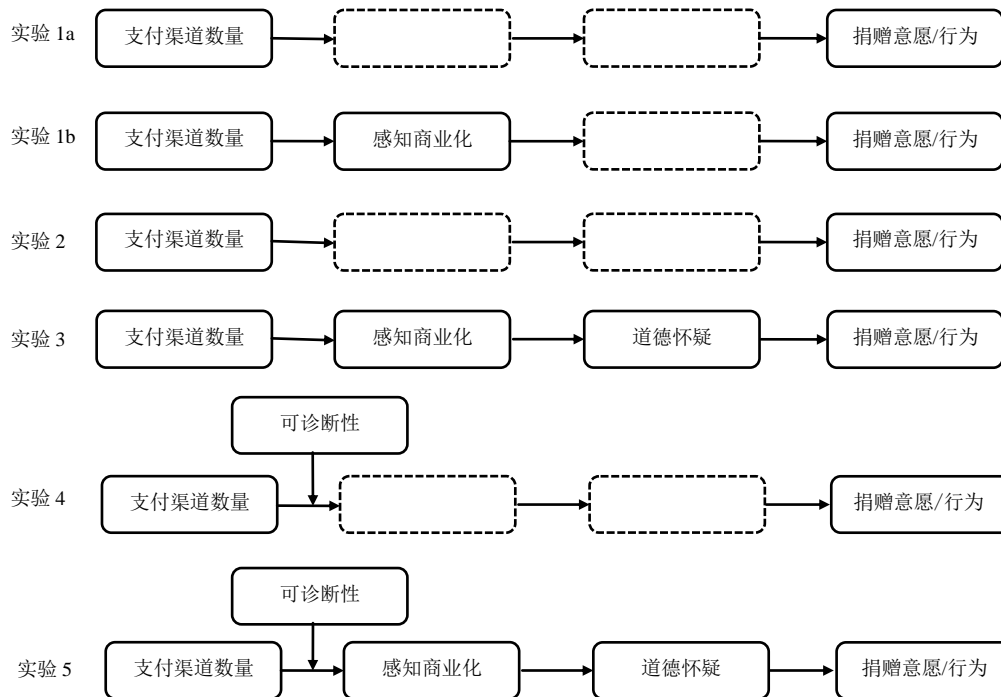 实验 1a
支付渠道数量
捐赠意愿/行为
实验 1b
支付渠道数量
感知商业化
捐赠意愿/行为
实验 2
支付渠道数量
捐赠意愿/行为
实验 3
支付渠道数量
感知商业化
道德怀疑
捐赠意愿/行为
可诊断性
实验 4
支付渠道数量
捐赠意愿/行为
可诊断性
实验 5
支付渠道数量
感知商业化
道德怀疑
捐赠意愿/行为